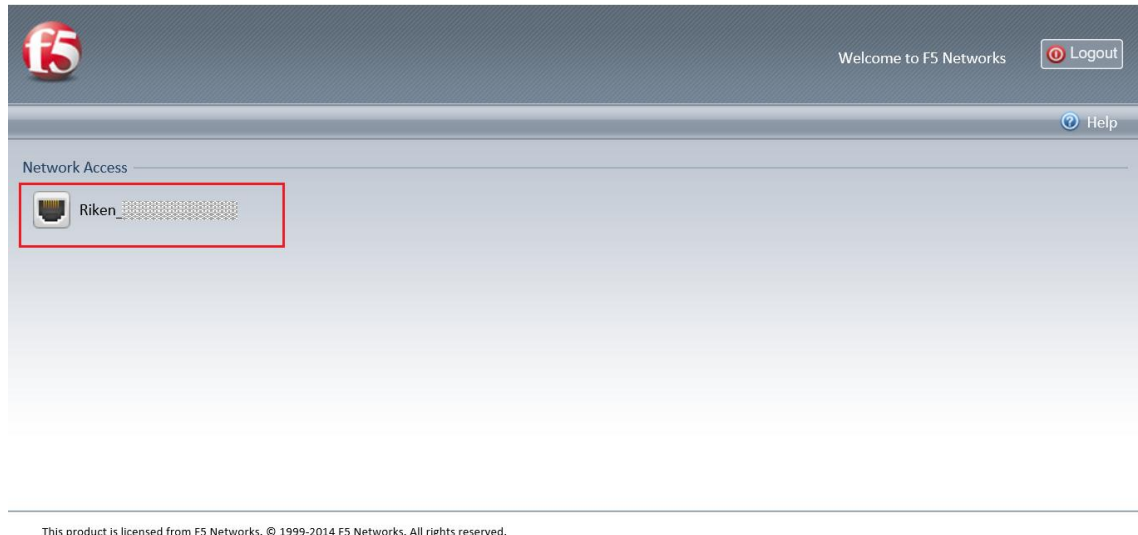 f5
Welcome to F5 Networks
Logout
Help
Network Access
Riken_
This product is licensed from F5 Networks. © 1999-2014 F5 Networks. All rights reserved.